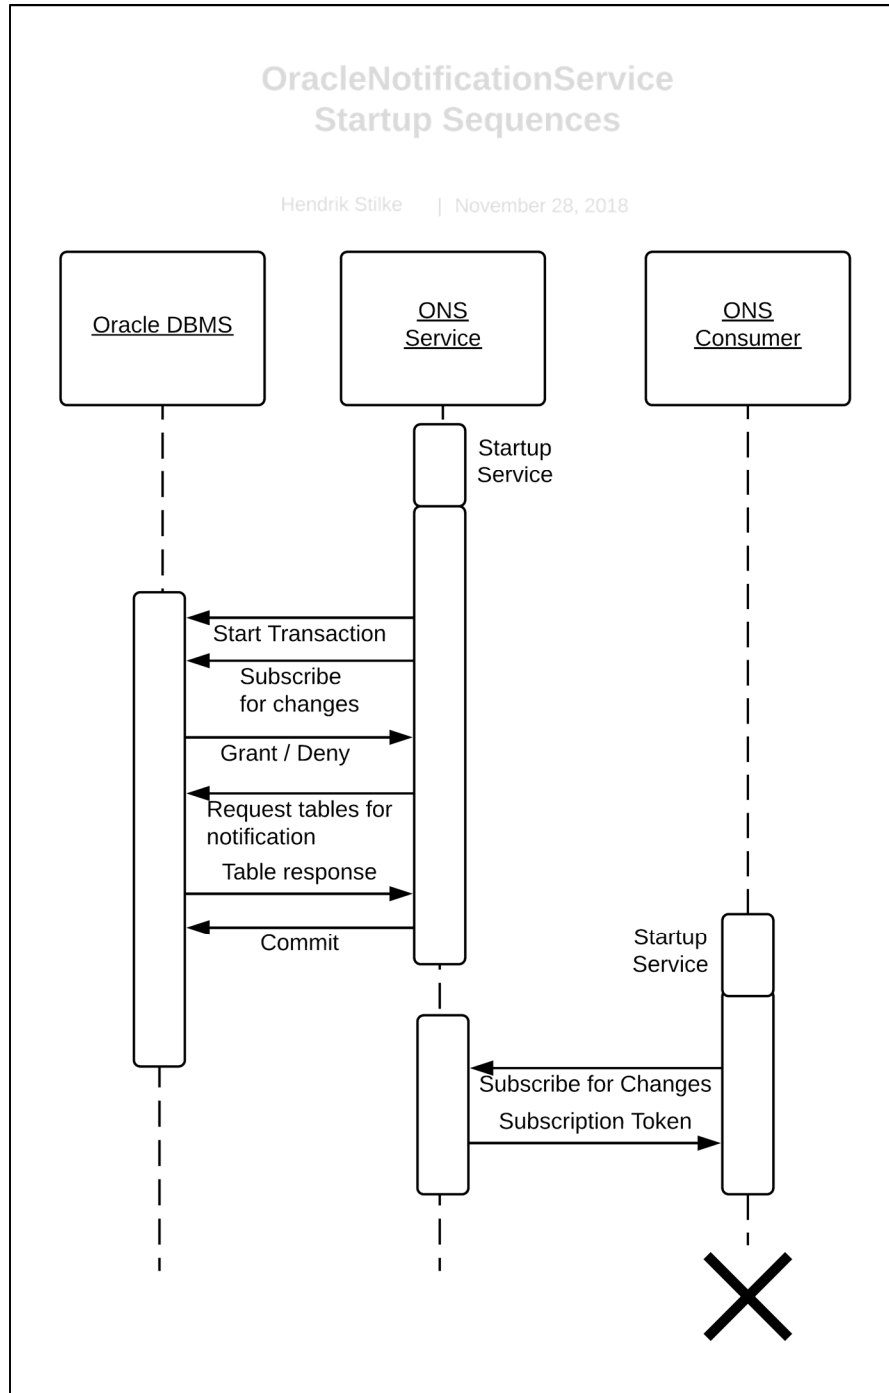 OracleNotificationService
Startup Sequences
Hendrik Stilke | November 28, 2018
Oracle DBMS
ONS
Service
ONS
Consumer
Startup
Service
Start Transaction
Subscribe
for changes
Grant / Deny
Request tables for
notification
Table response
Commit
Startup
Service
Subscribe for Changes
Subscription Token